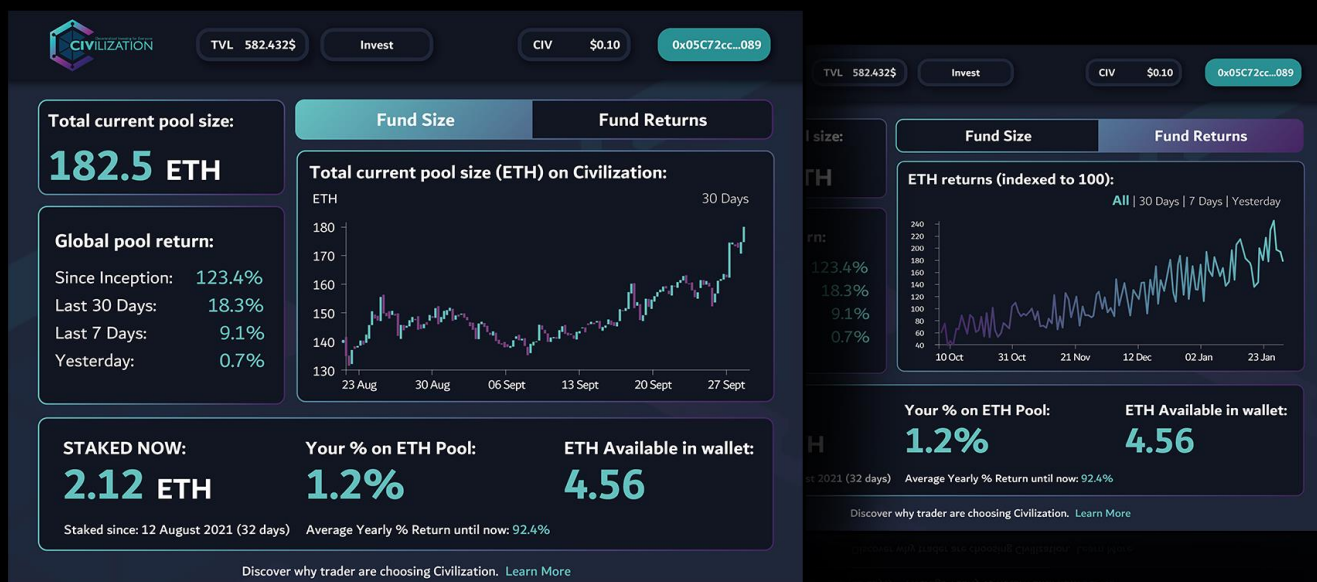 CIVILIZATION
TVL 582.432$
Invest
CIV $0.10
0x05C72cc...089
Total current pool size:
182.5 ETH
Global pool return:
Since Inception: 123.4%
Last 30 Days: 18.3%
Last 7 Days: 9.1%
Yesterday: 0.7%
Fund Size
Fund Returns
Total current pool size (ETH) on Civilization:
ETH
30 Days
180
170
160
150
140
130
23 Aug 30 Aug 06 Sept 13 Sept 20 Sept 27 Sept
STAKED NOW:
2.12 ETH
Staked since: 12 August 2021 (32 days)
Your % on ETH Pool:
1.2%
Average Yearly % Return until now: 92.4%
ETH Available in wallet:
4.56
Discover why trader are choosing Civilization. Learn More
TVL 582.432$
Invest
CIV $0.10
0x05C72cc...089
l size:
TH
rn:
123.4%
18.3%
9.1%
0.7%
Fund Size
Fund Returns
ETH returns (indexed to 100):
All | 30 Days | 7 Days | Yesterday
240
220
200
180
160
140
120
100
80
60
40
10 Oct 31 Oct 21 Nov 12 Dec 02 Jan 23 Jan
H
st 2021 (32 days)
Your % on ETH Pool:
1.2%
Average Yearly % Return until now: 92.4%
ETH Available in wallet:
4.56
Discover why trader are choosing Civilization. Learn More